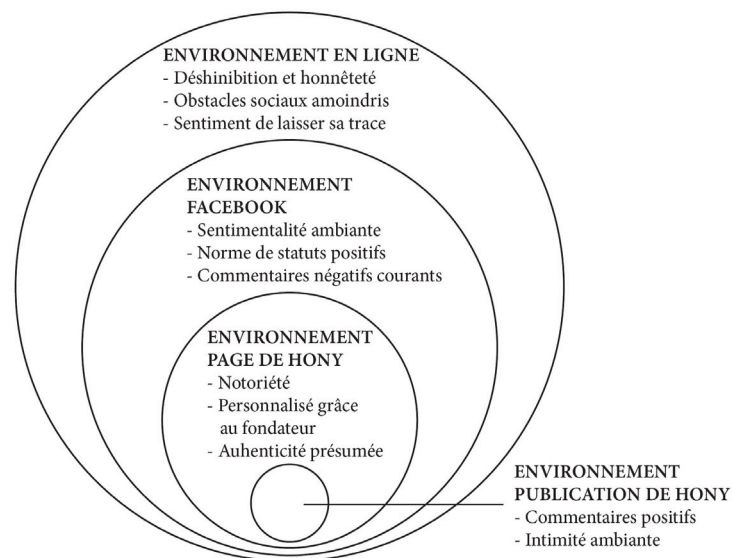 ENVIRONNEMENT EN LIGNE
- Déshinibition et honnêteté
- Obstacles sociaux amoindris
- Sentiment de laisser sa trace
ENVIRONNEMENT
FACEBOOK
- Sentimentalité ambiante
- Norme de statuts positifs
- Commentaires négatifs courants
ENVIRONNEMENT
PAGE DE HONY
- Notoriété
- Personnalisé grâce
au fondateur
- Auhenticité présumée
ENVIRONNEMENT
PUBLICATION DE HONY
- Commentaires positifs
- Intimité ambiante